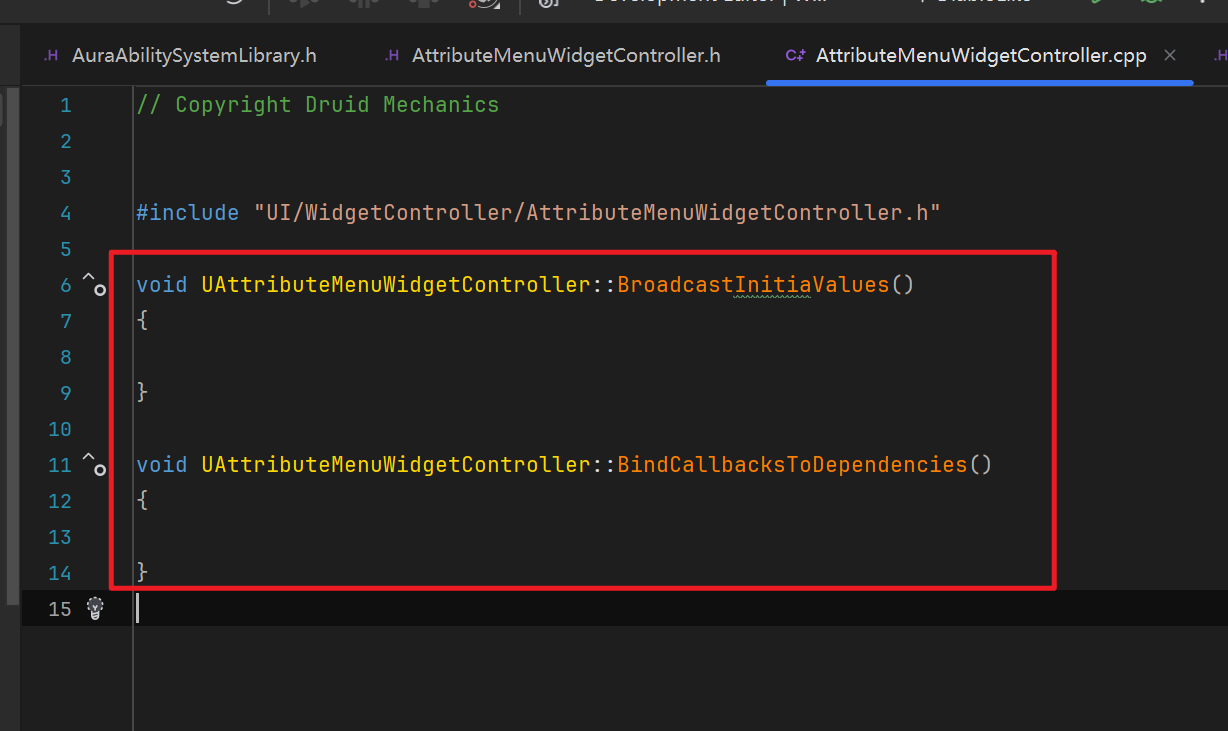 .H AuraAbilitySystemLibrary.h .H AttributeMenuWidgetController.h C++ AttributeMenuWidgetController.cpp × .H
1 // Copyright Druid Mechanics
2
3
4 #include "UI/WidgetController/AttributeMenuWidgetController.h"
5
6 void UAttributeMenuWidgetController::BroadcastInitiaValues()
7 {
8
9 }
10
11 void UAttributeMenuWidgetController::BindCallbacksToDependencies()
12 {
13
14 }
15